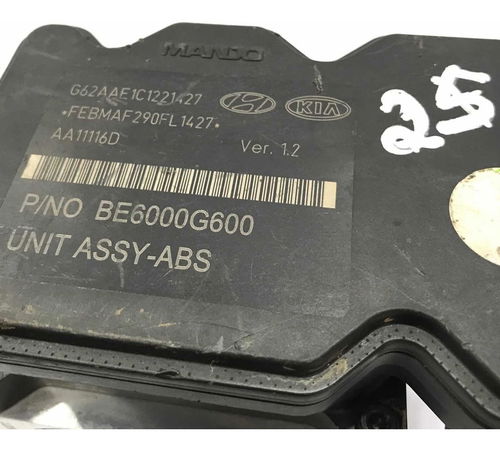 MANDO
G62AAE1C1221427
•FEBMAF290FL1427•
KIA
AA11116D Ver. 1.2
P/NO BE6000G600
UNIT ASSY-ABS
25